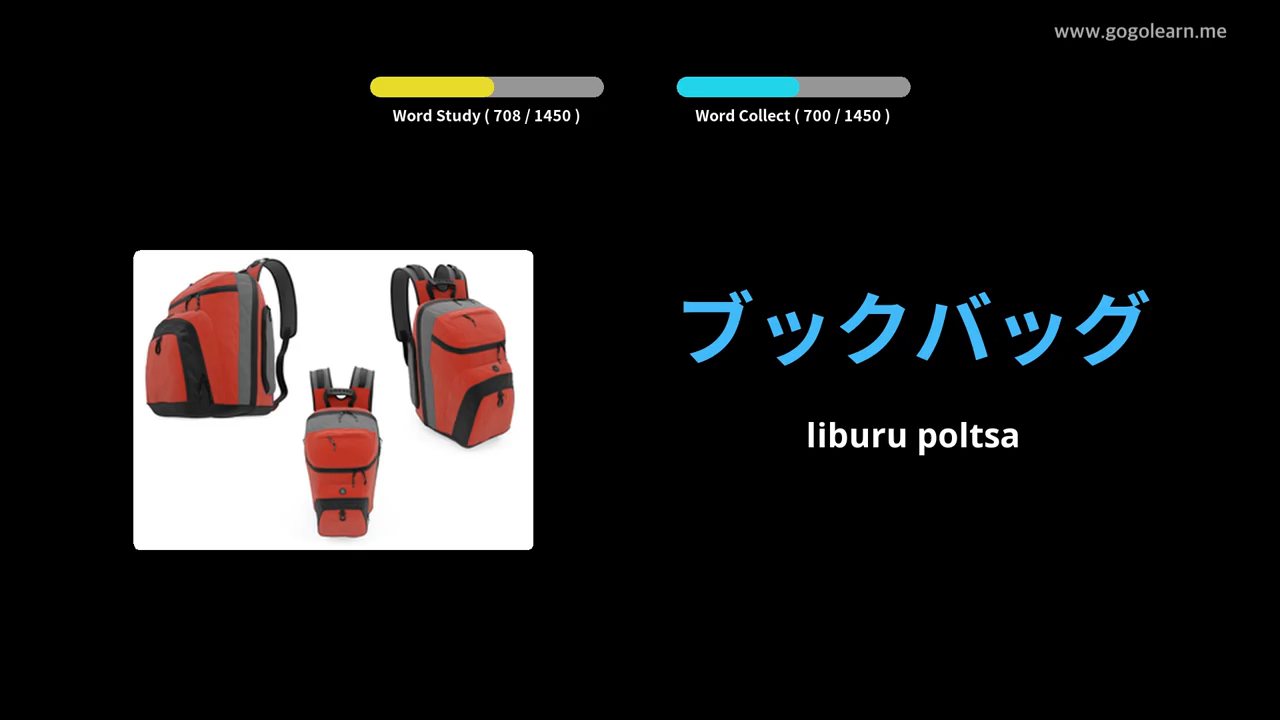 www.gogolearn.me
Word Study ( 708 / 1450 )
Word Collect ( 700 / 1450 )
ブックバッグ
liburu poltsa